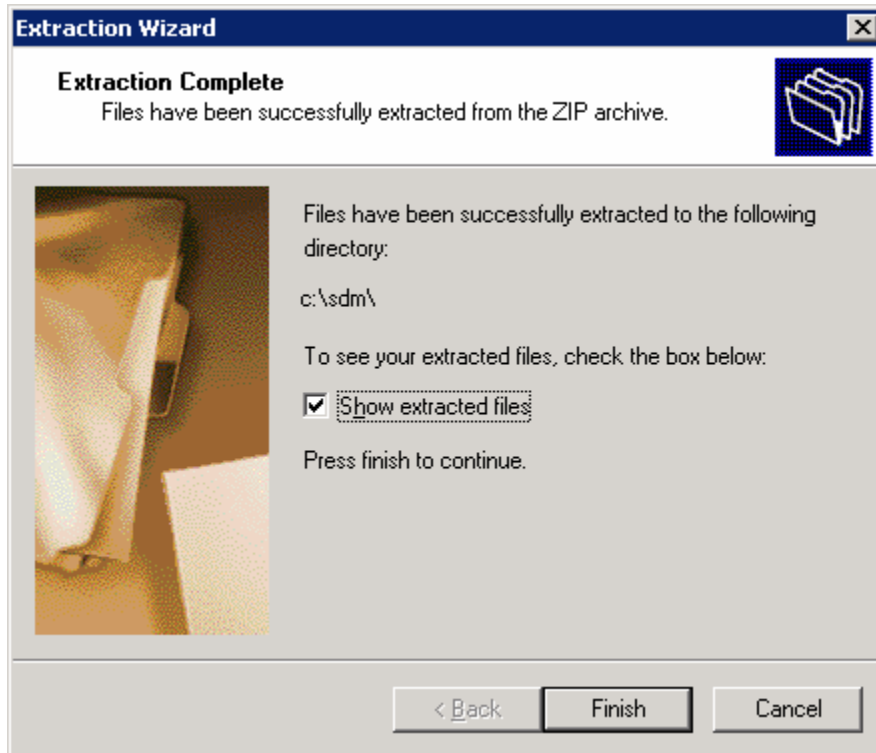 Extraction Wizard
Extraction Complete
Files have been successfully extracted from the ZIP archive.
Files have been successfully extracted to the following
directory:
c:\sdm\
To see your extracted files, check the box below:
Show extracted files
Press finish to continue.
< Back
Finish
Cancel